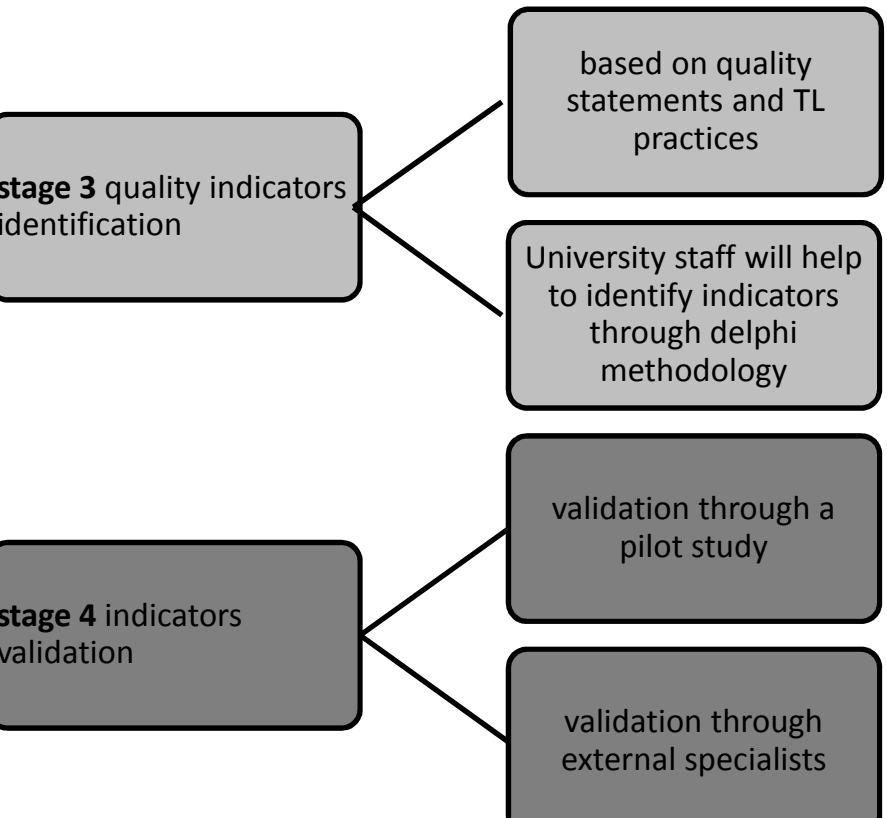 based on quality
statements and TL
practices
stage 3 quality indicators
identification
University staff will help
to identify indicators
through delphi
methodology
validation through a
pilot study
stage 4 indicators
validation
validation through
external specialists